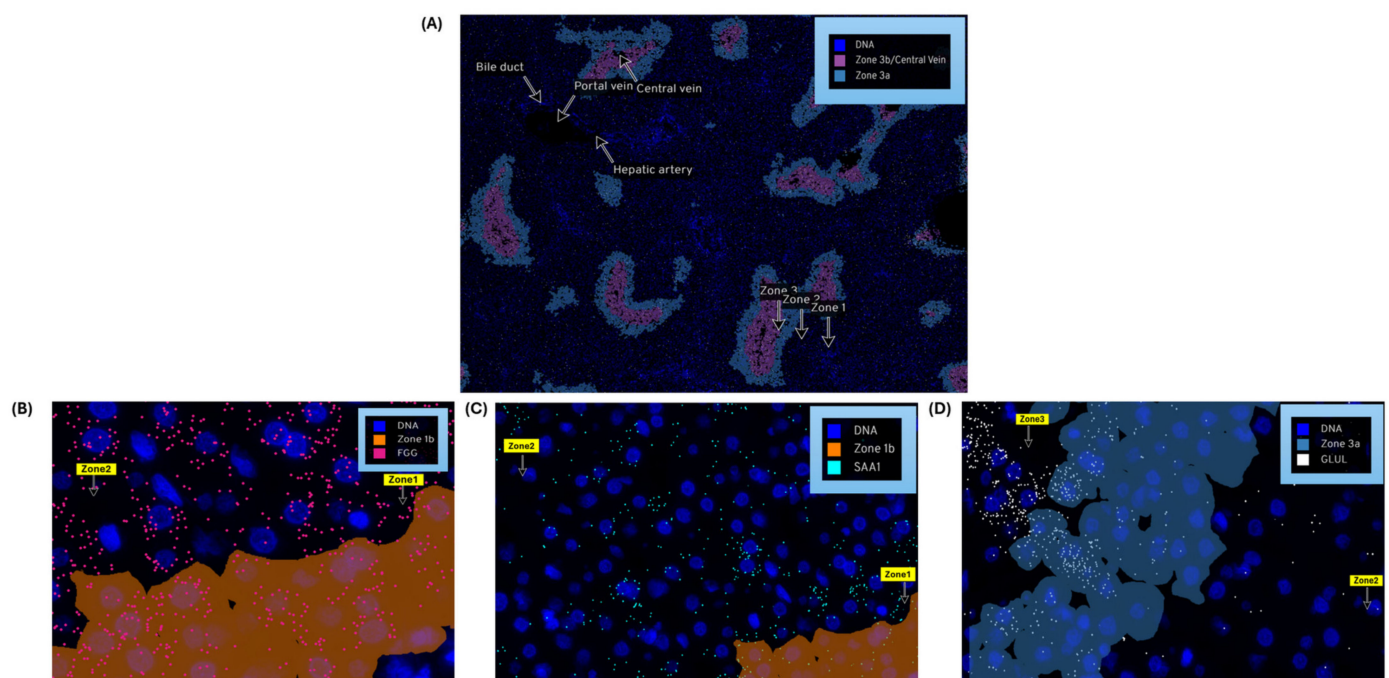 (A)
DNA
Zone 3b/Central Vein
Zone 3a
Bile duct
Portal vein
Central vein
Hepatic artery
Zone 3
Zone 2
Zone 1
(B)
DNA
Zone 1b
FGG
Zone2
Zone1
(C)
DNA
Zone 1b
SAA1
Zone2
Zone1
(D)
DNA
Zone 3a
GLUL
Zone3
Zone2